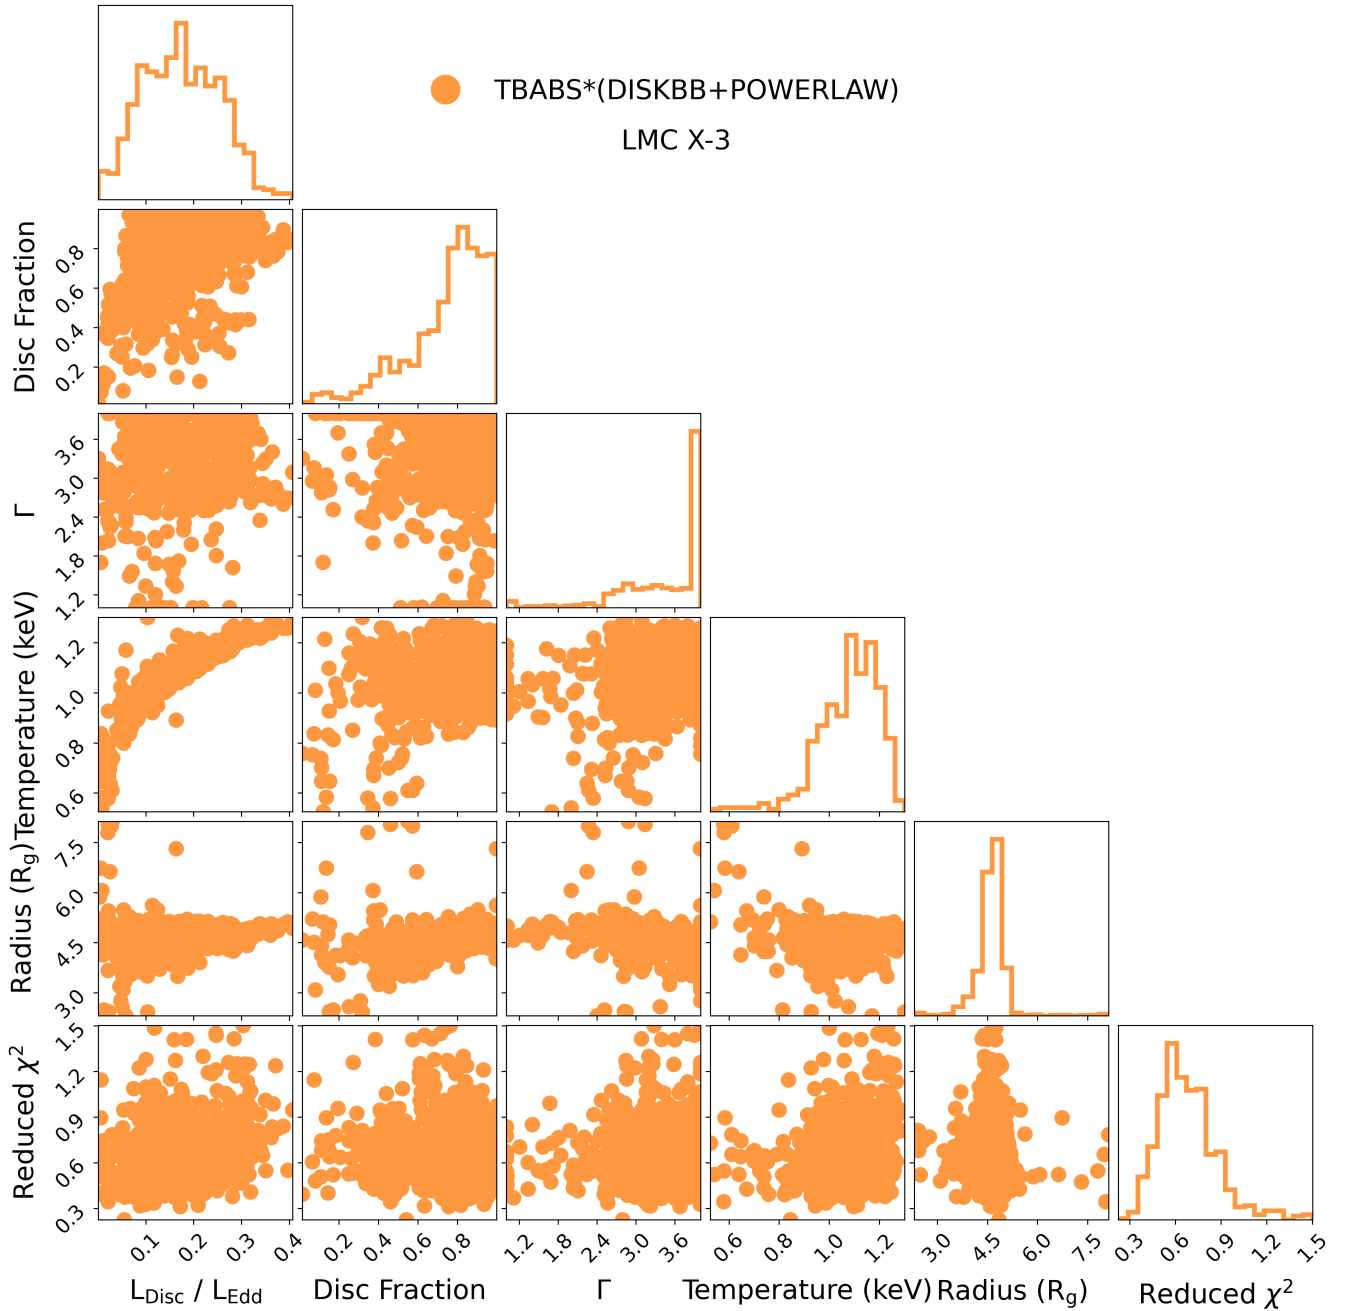 TBABS*(DISKBB+POWERLAW)
LMC X-3
Disc Fraction
0.8
0.6
0.4
0.2
Γ
3.6
3.0
2.4
1.8
1.2
Temperature (keV)
1.2
1.0
0.8
0.6
Radius (Rg)
7.5
6.0
4.5
3.0
Reduced χ²
1.5
1.2
0.9
0.6
0.3
0.1 0.2 0.3 0.4 0.2 0.4 0.6 0.8 1.2 1.8 2.4 3.0 3.6 0.6 0.8 1.0 1.2 3.0 4.5 6.0 7.5 0.3 0.6 0.9 1.2 1.5
LDisc / LEdd Disc Fraction Γ Temperature (keV) Radius (Rg) Reduced χ²